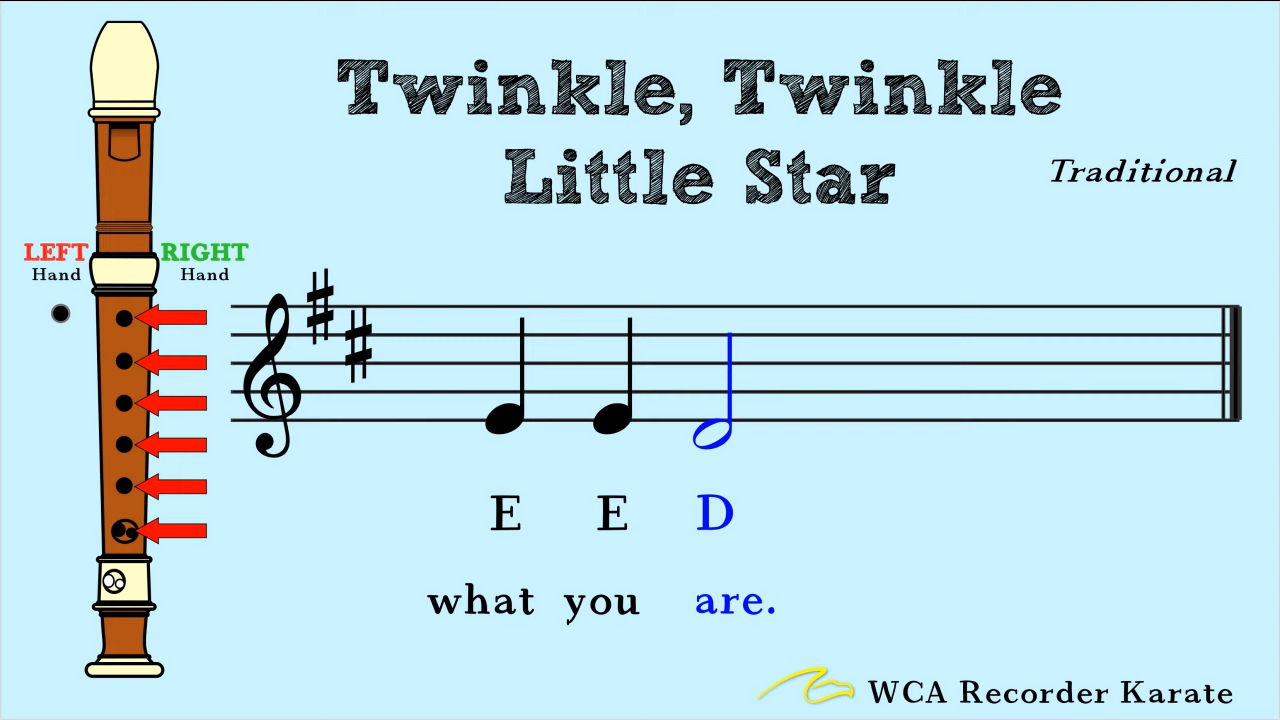 Twinkle, Twinkle
Little Star
Traditional
LEFT RIGHT
Hand Hand
E E D
what you are.
WCA Recorder Karate